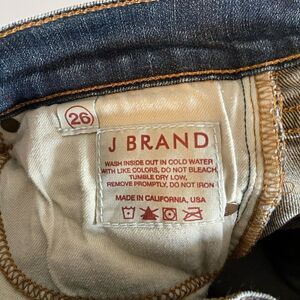 26
J BRAND
WASH INSIDE OUT IN COLD WATER
WITH LIKE COLORS, DO NOT BLEACH,
TUMBLE DRY LOW,
REMOVE PROMPTLY, DO NOT IRON
MADE IN CALIFORNIA, USA